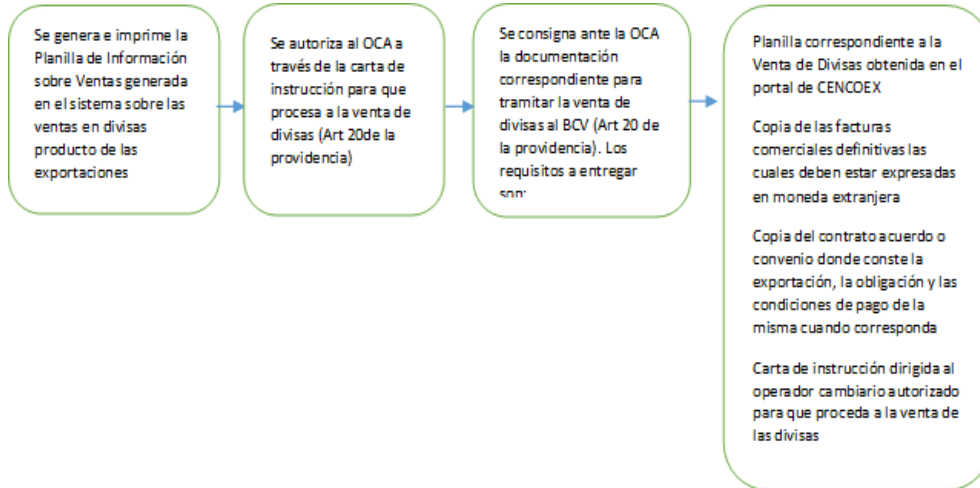 Se genera e imprime la
Planilla de Información
sobre Ventas generada
en el sistema sobre las
ventas en divisas
producto de las
exportaciones
Se autoriza al OCA a
través de la carta de
instrucción para que
procesa a la venta de
divisas (Art 20de la
providencia)
Se consigna ante la OCA
la documentación
correspondiente para
tramitar la venta de
divisas al BCV (Art 20 de
la providencia). Los
requisitos a entregar
son:
Planilla correspondiente a la
Venta de Divisas obtenida en el
portal de CENCOEX
Copia de las facturas
comerciales definitivas las
cuales deben estar expresadas
en moneda extranjera
Copia del contrato acuerdo o
convenio donde conste la
exportación, la obligación y las
condiciones de pago de la
misma cuando corresponda
Carta de instrucción dirigida al
operador cambiario autorizado
para que proceda a la venta de
las divisas